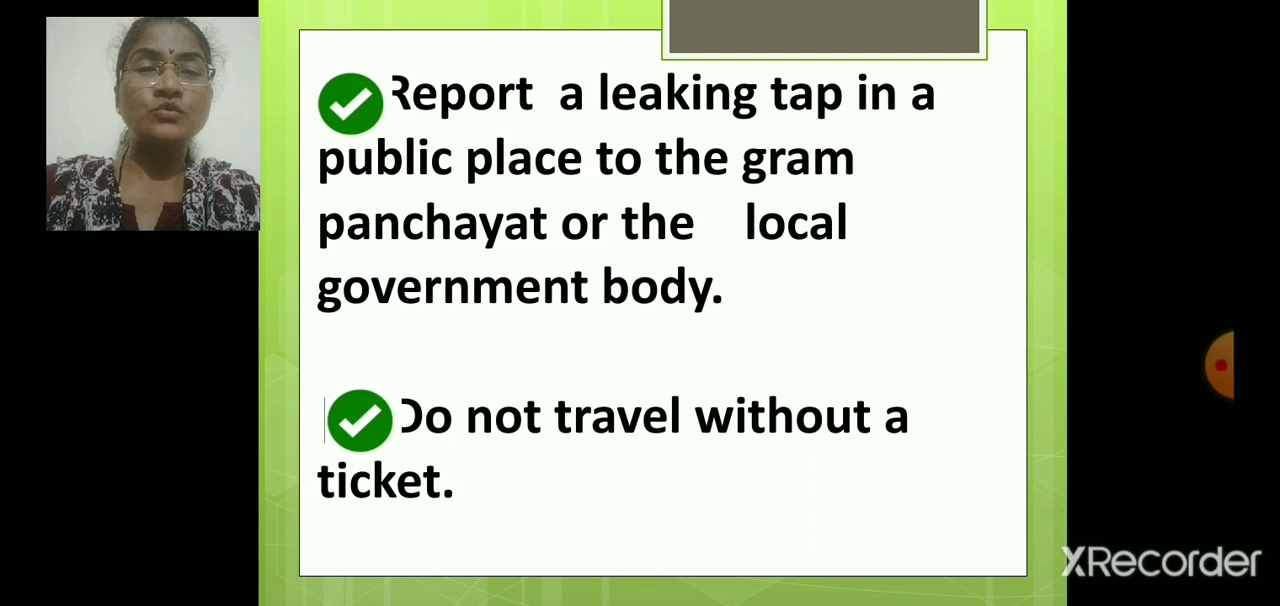 Report a leaking tap in a
public place to the gram
panchayat or the local
government body.
Do not travel without a
ticket.
XRecorder